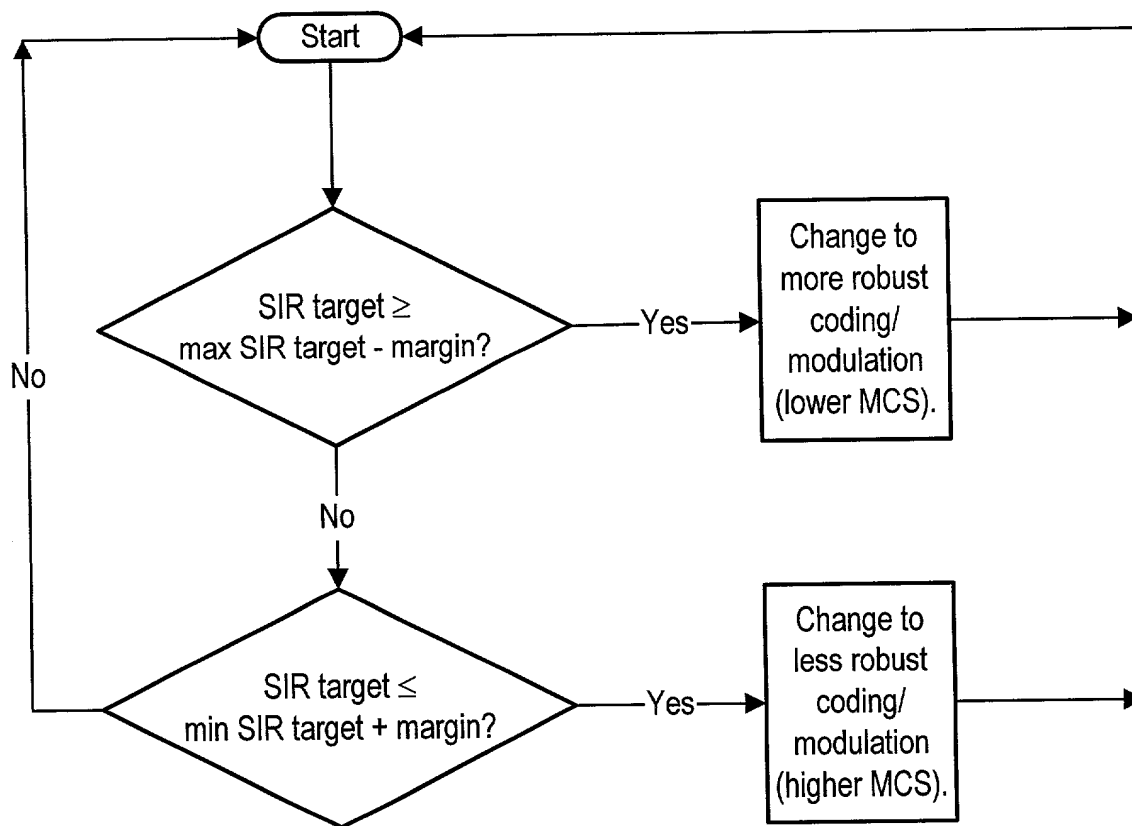 Start
SIR target ≥
max SIR target - margin?
Yes
Change to
more robust
coding/
modulation
(lower MCS).
No
No
SIR target ≤
min SIR target + margin?
Yes
Change to
less robust
coding/
modulation
(higher MCS).